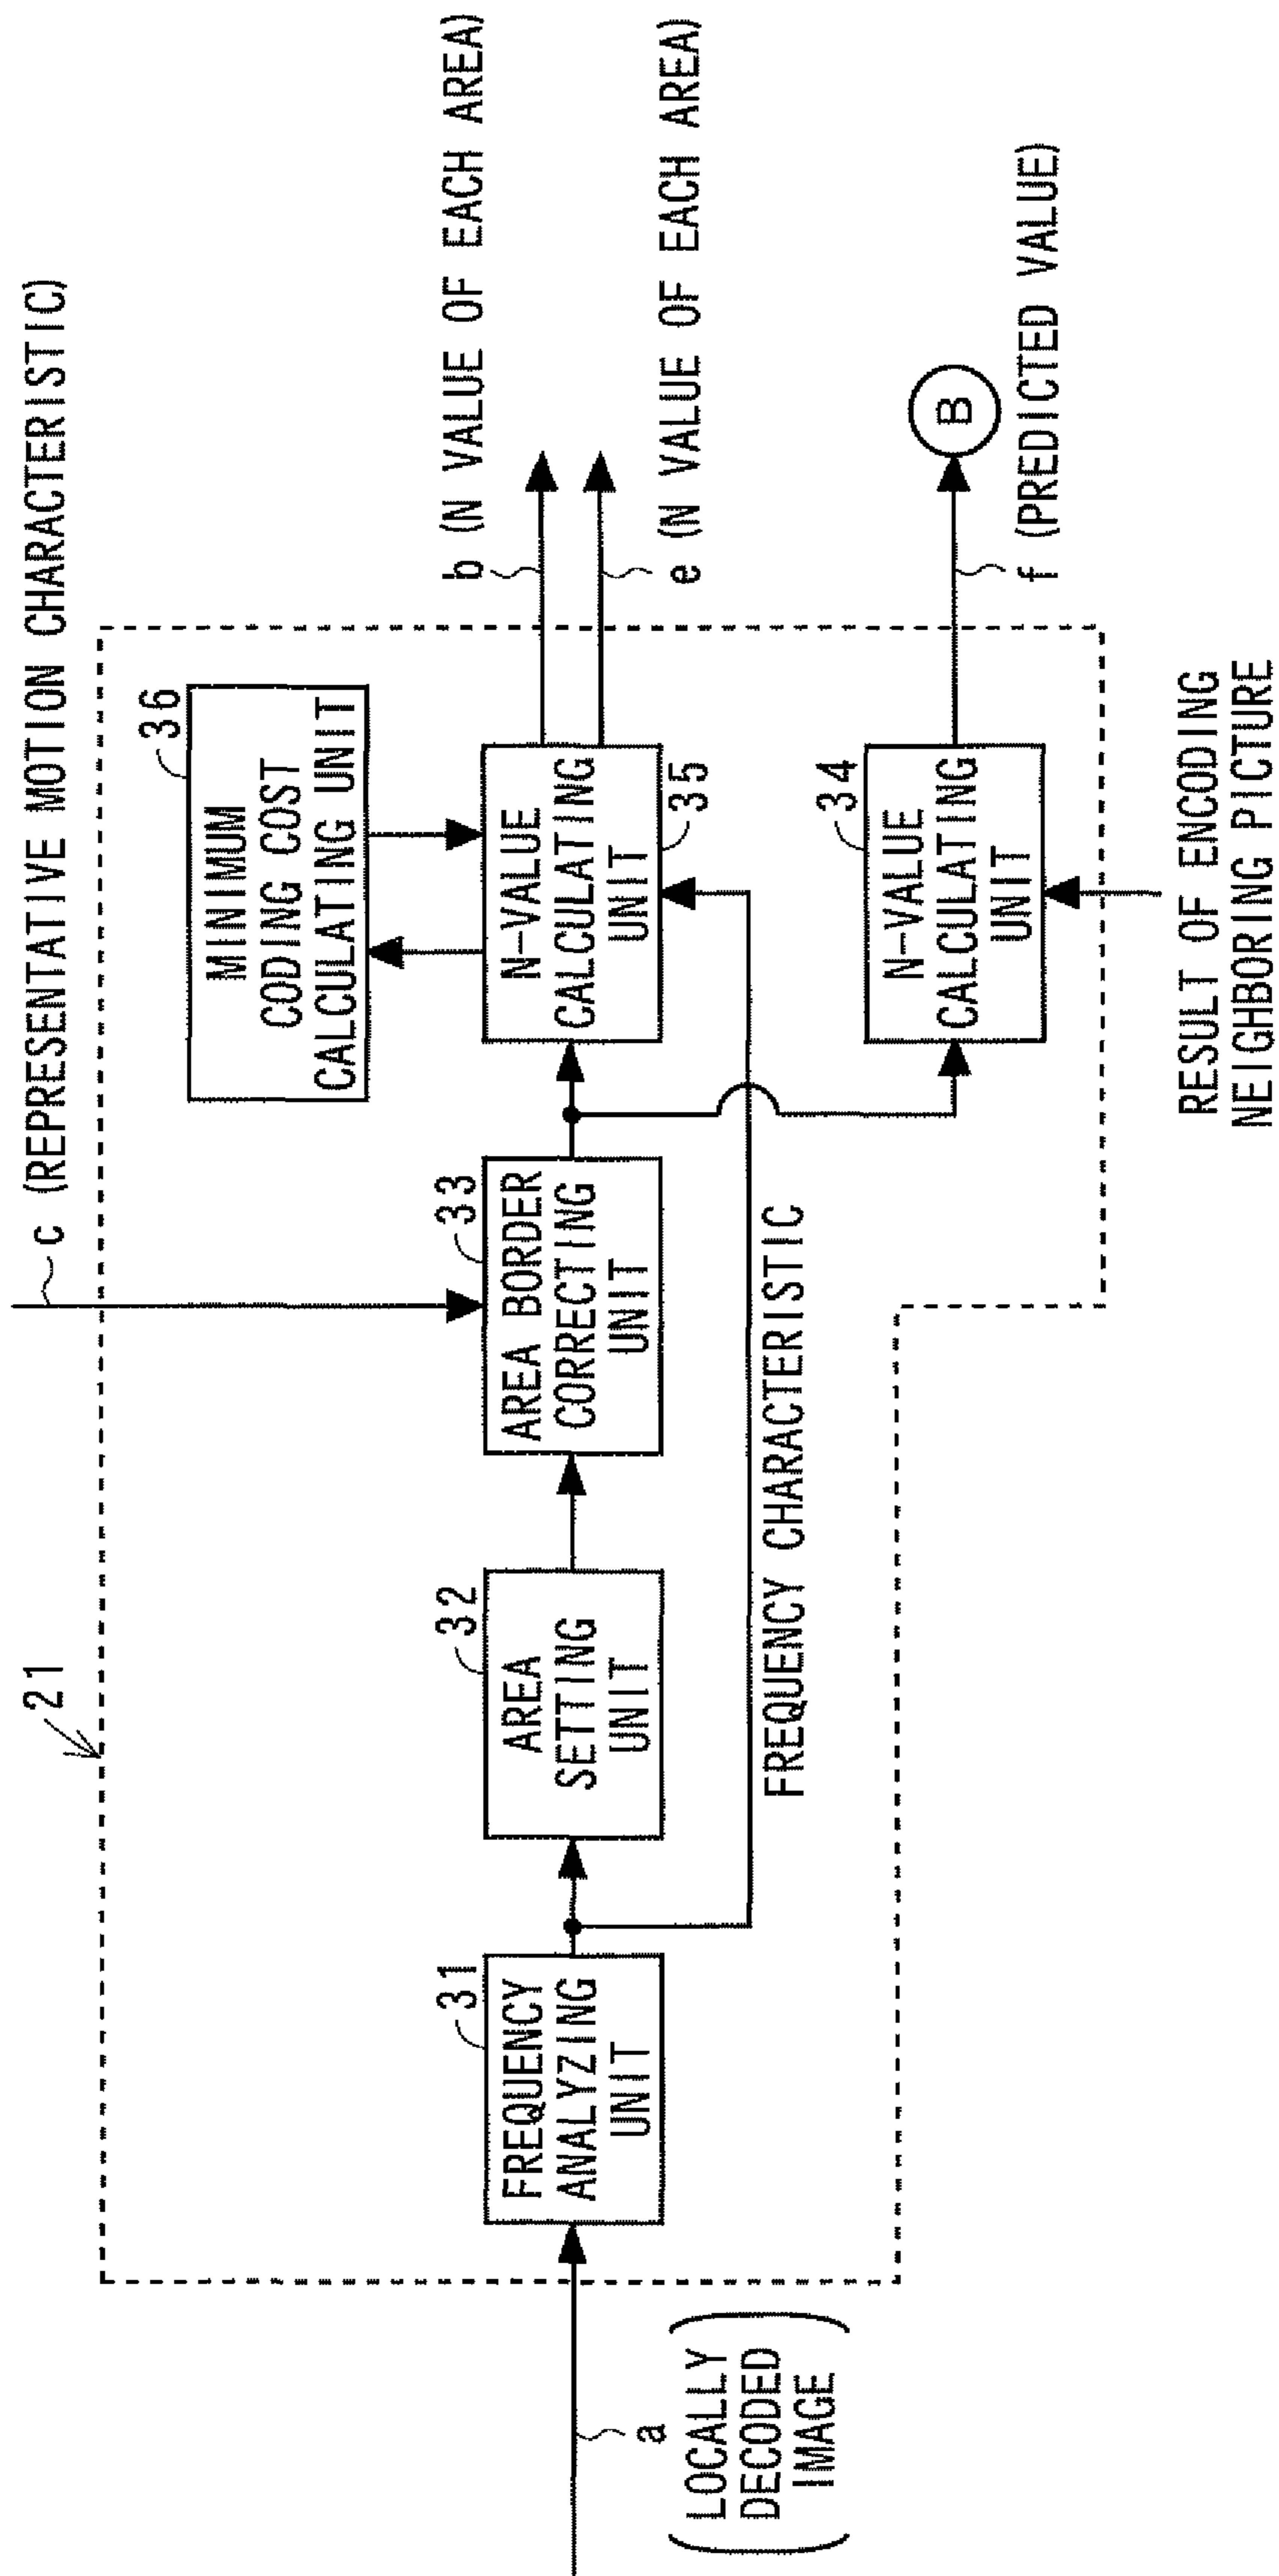 c (REPRESENTATIVE MOTION CHARACTERISTIC)
21
36
MINIMUM
CODING COST
CALCULATING UNIT
31
FREQUENCY
ANALYZING
UNIT
32
AREA
SETTING
UNIT
33
AREA BORDER
CORRECTING
UNIT
N-VALUE
CALCULATING
UNIT
35
b (N VALUE OF EACH AREA)
e (N VALUE OF EACH AREA)
a
(LOCALLY
DECODED
IMAGE)
FREQUENCY CHARACTERISTIC
34
N-VALUE
CALCULATING
UNIT
B
f (PREDICTED VALUE)
RESULT OF ENCODING
NEIGHBORING PICTURE